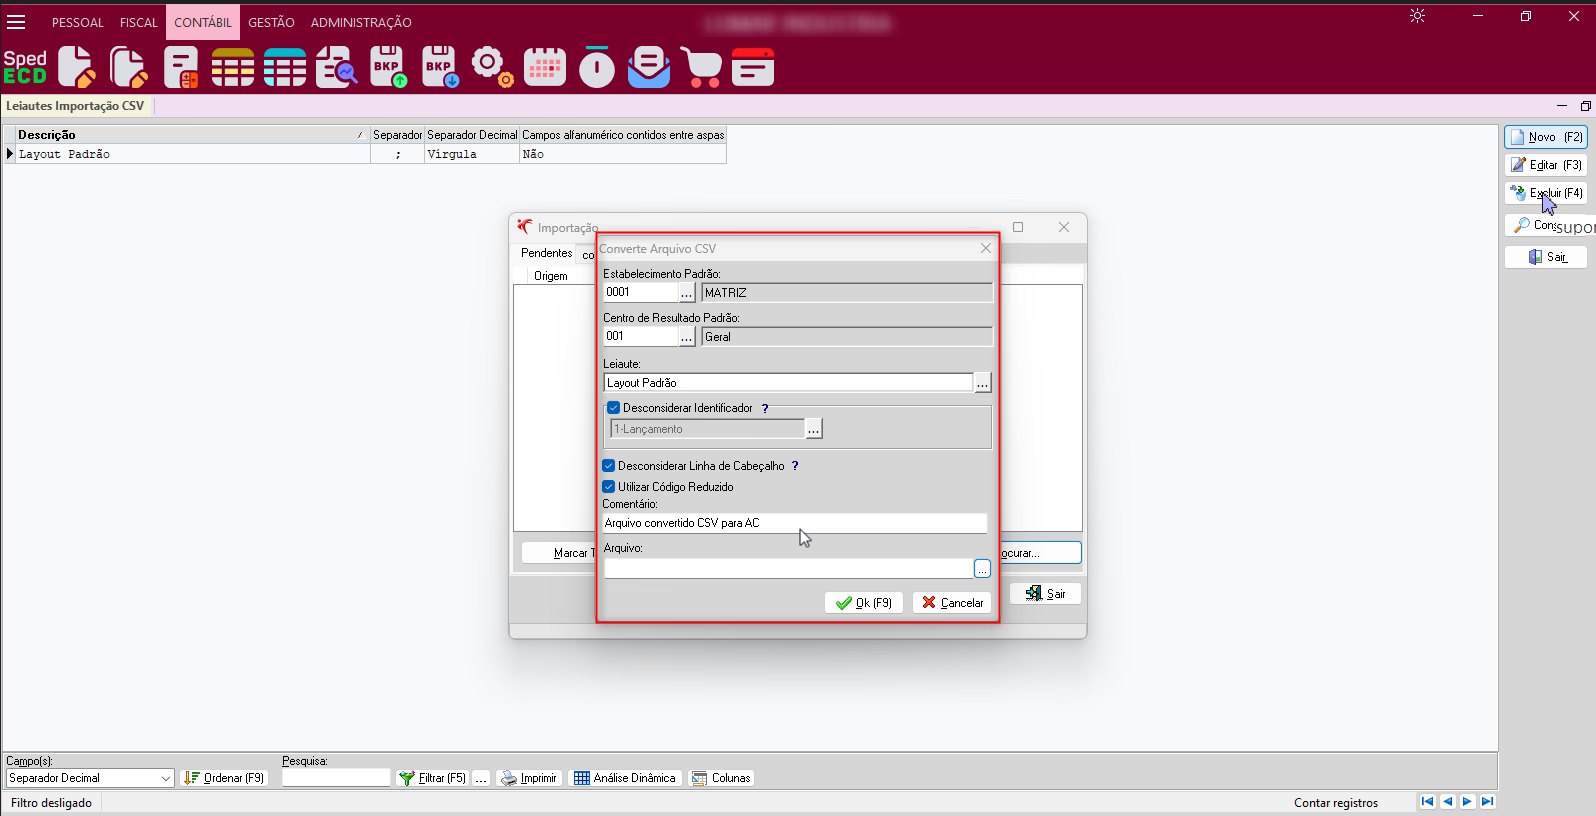 PESSOAL FISCAL CONTÁBIL GESTÃO ADMINISTRAÇÃO
Sped
ECD
BKP BKP
Leiautes Importação CSV
Descrição Separador Separador Decimal Campos alfanumérico contidos entre aspas
Layout Padrão ; Vírgula Não
Novo (F2)
Editar (F3)
Excluir (F4)
Cons
supor
Sair
Importação
Pendentes co
Origem
Marcar T
ocurar...
Sair
Converte Arquivo CSV
Estabelecimento Padrão:
0001 ... MATRIZ
Centro de Resultado Padrão:
001 ... Geral
Leiaute:
Layout Padrão ...
Desconsiderar Identificador ?
1-Lançamento ...
Desconsiderar Linha de Cabeçalho ?
Utilizar Código Reduzido
Comentário:
Arquivo convertido CSV para AC
Arquivo:
...
Ok (F9) Cancelar
Campo(s): Pesquisa:
Separador Decimal Ordenar (F9) Filtrar (F5) ... Imprimir Análise Dinâmica Colunas
Filtro desligado Contar registros